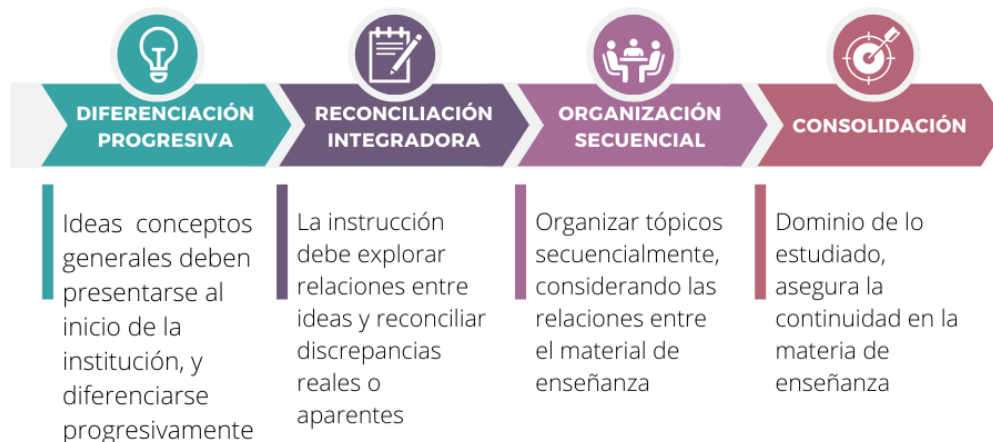 DIFERENCIACIÓN
PROGRESIVA
RECONCILIACIÓN
INTEGRADORA
ORGANIZACIÓN
SECUENCIAL
CONSOLIDACIÓN
Ideas conceptos
generales deben
presentarse al
inicio de la
institución, y
diferenciarse
progresivamente
La instrucción
debe explorar
relaciones entre
ideas y reconciliar
discrepancias
reales o
aparentes
Organizar tópicos
secuencialmente,
considerando las
relaciones entre
el material de
enseñanza
Dominio de lo
estudiado,
asegura la
continuidad en la
materia de
enseñanza